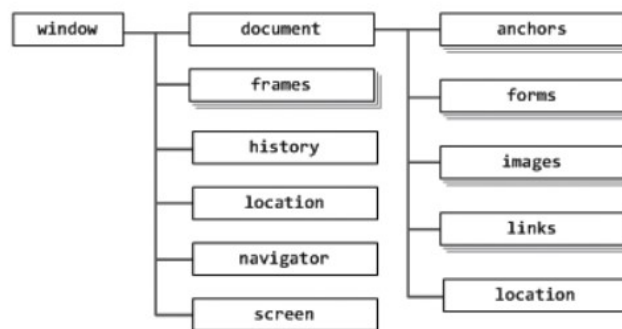 window
document
anchors
frames
forms
history
images
location
links
navigator
location
screen